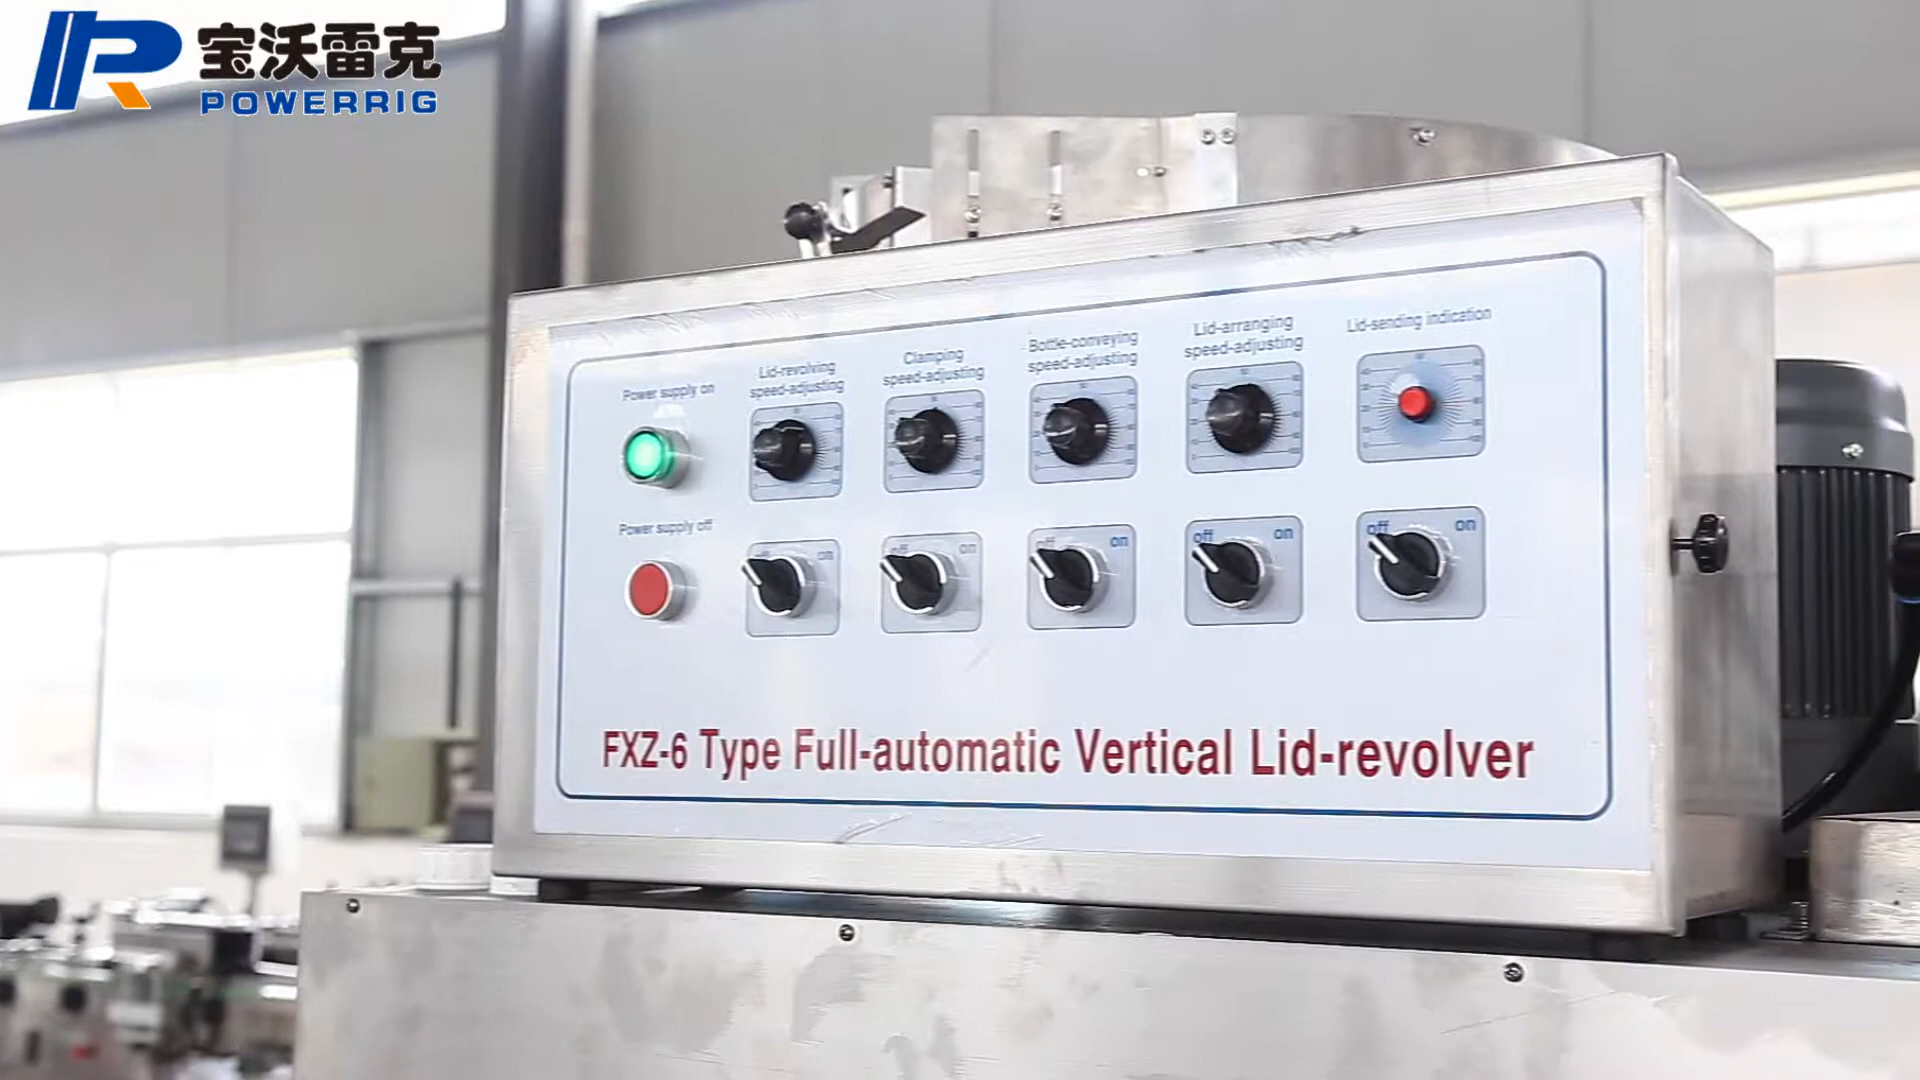 宝沃雷克
POWERRIG
Power supply on
Lid-revolving
speed-adjusting
Clamping
speed-adjusting
Bottle-conveying
speed-adjusting
Lid-arranging
speed-adjusting
Lid-sending indication
Power supply off
off on
off on
off on
off on
off on
FXZ-6 Type Full-automatic Vertical Lid-revolver